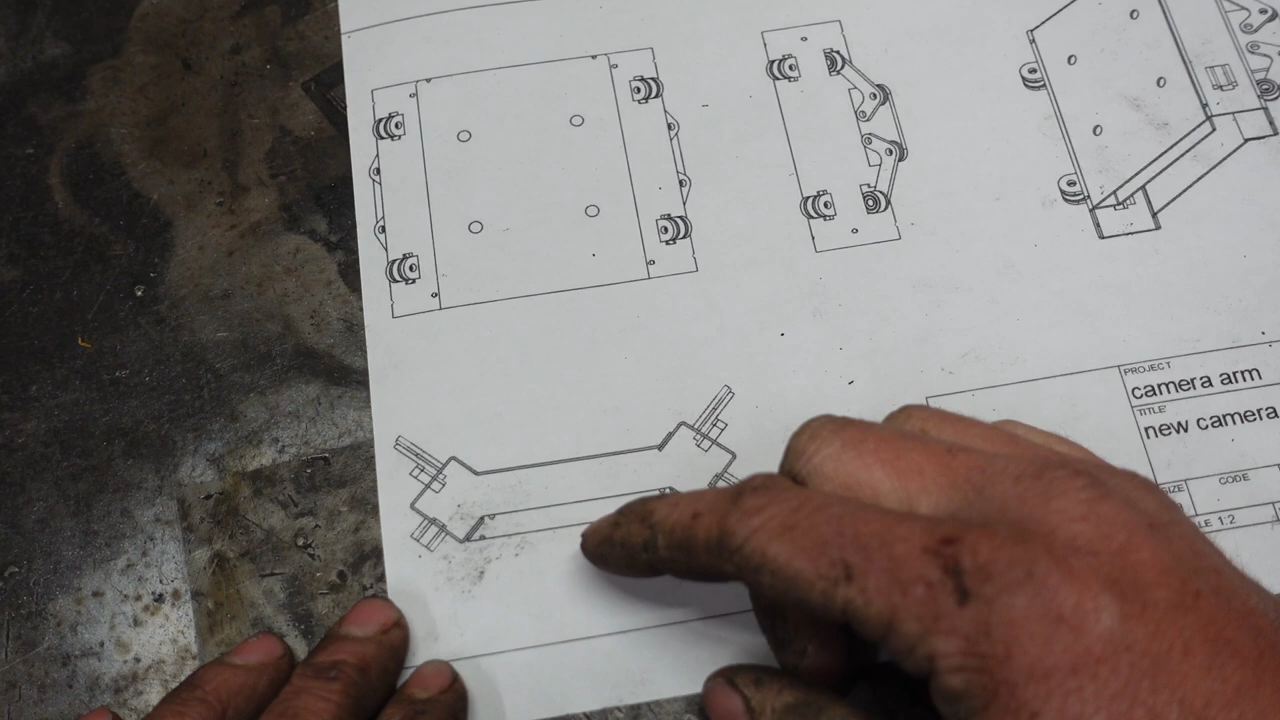 PROJECT
camera arm
TITLE
new camera
SIZE
CODE
LE 1:2